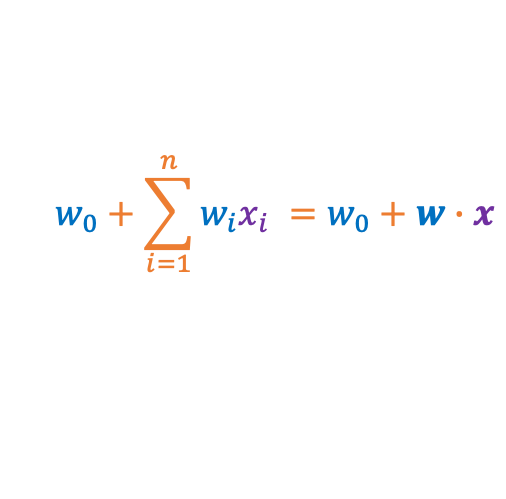 w₀ + ∑ᵢ₌₁ⁿ wᵢxᵢ = w₀ + **w** · **x**